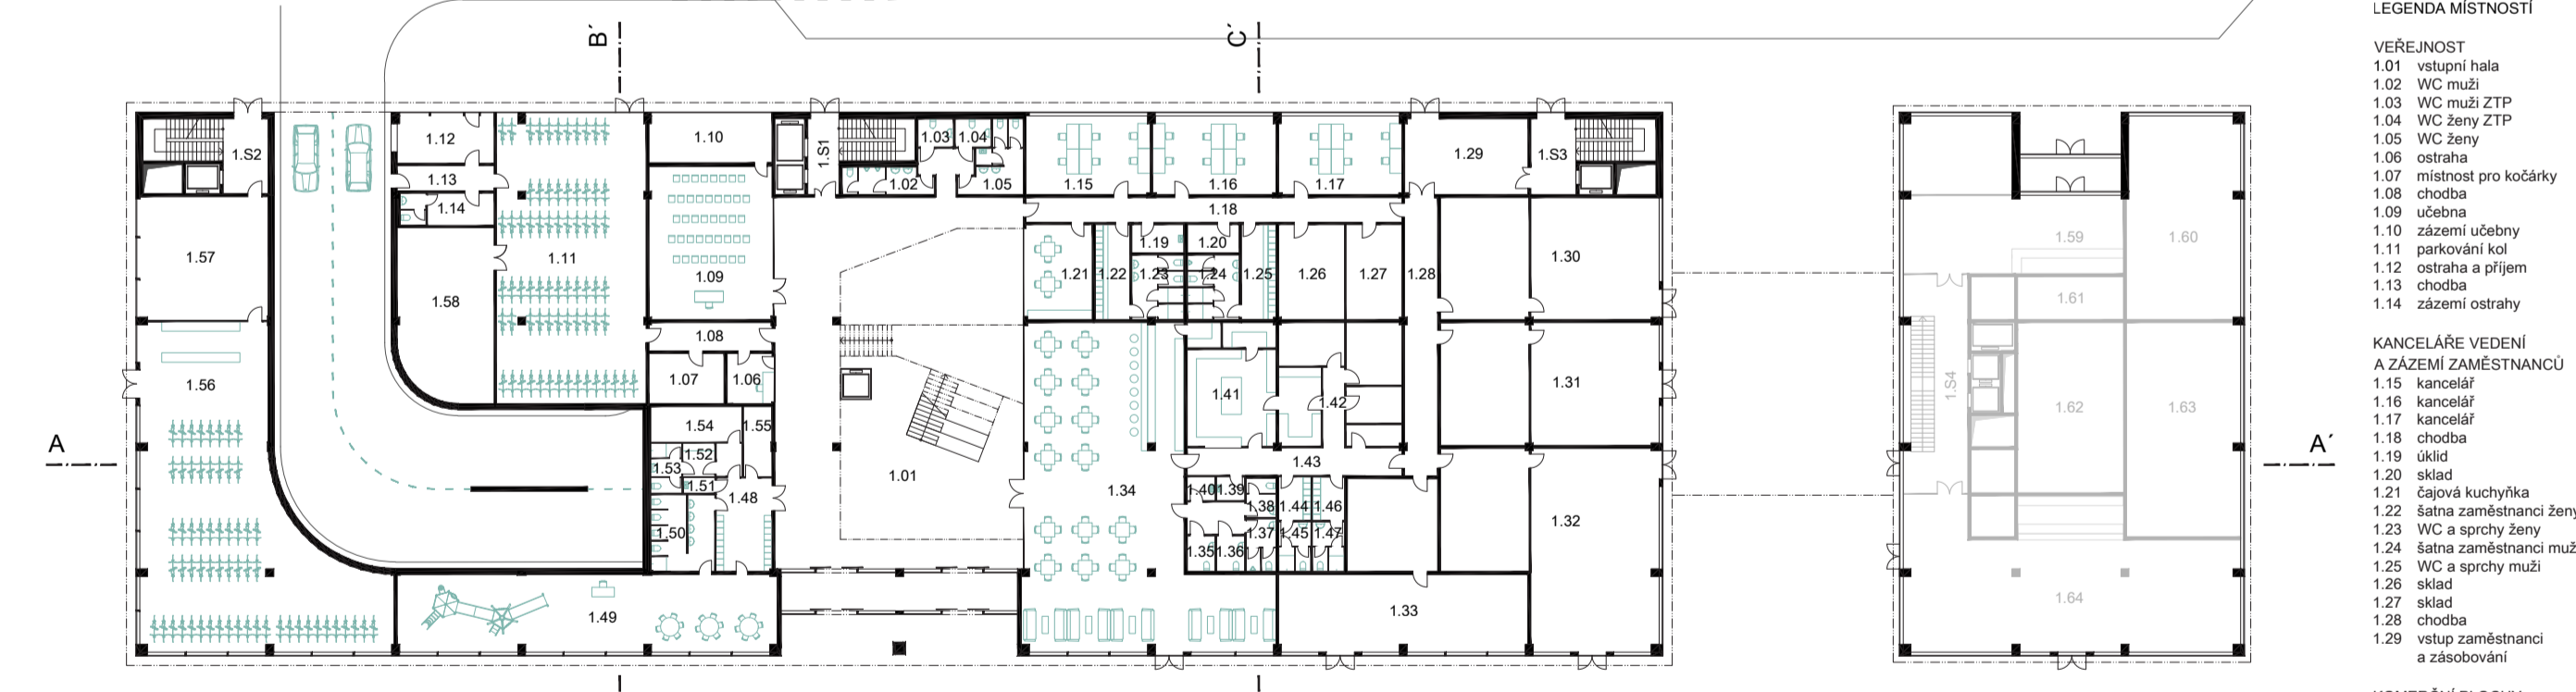 B´
C´
1.S2
1.12
1.13
1.14
1.11
1.10
1.09
1.S1
1.03
1.04
1.02
1.05
1.15
1.16
1.17
1.29
1.S3
1.18
1.57
1.58
1.08
1.07
1.06
1.19
1.20
1.21
1.22
1.23
1.24
1.25
1.26
1.27
1.28
1.30
1.56
1.41
1.42
1.31
1.54
1.55
1.52
1.53
1.51
1.48
1.50
1.01
1.34
1.43
1.40
1.39
1.38
1.44
1.46
1.37
1.45
1.47
1.35
1.36
1.32
1.49
1.33
A
1.59
1.60
1.61
1.S4
1.62
1.63
1.64
A´
LEGENDA MÍSTNOSTÍ
VEŘEJNOST
1.01 vstupní hala
1.02 WC muži
1.03 WC muži ZTP
1.04 WC ženy ZTP
1.05 WC ženy
1.06 ostraha
1.07 místnost pro kočárky
1.08 chodba
1.09 učebna
1.10 zázemí učebny
1.11 parkování kol
1.12 ostraha a příjem
1.13 chodba
1.14 zázemí ostrahy
KANCELÁŘE VEDENÍ
A ZÁZEMÍ ZAMĚSTNANCŮ
1.15 kancelář
1.16 kancelář
1.17 kancelář
1.18 chodba
1.19 úklid
1.20 sklad
1.21 čajová kuchyňka
1.22 šatna zaměstnanci ženy
1.23 WC a sprchy ženy
1.24 šatna zaměstnanci muž
1.25 WC a sprchy muži
1.26 sklad
1.27 sklad
1.28 chodba
1.29 vstup zaměstnanci
a zásobování